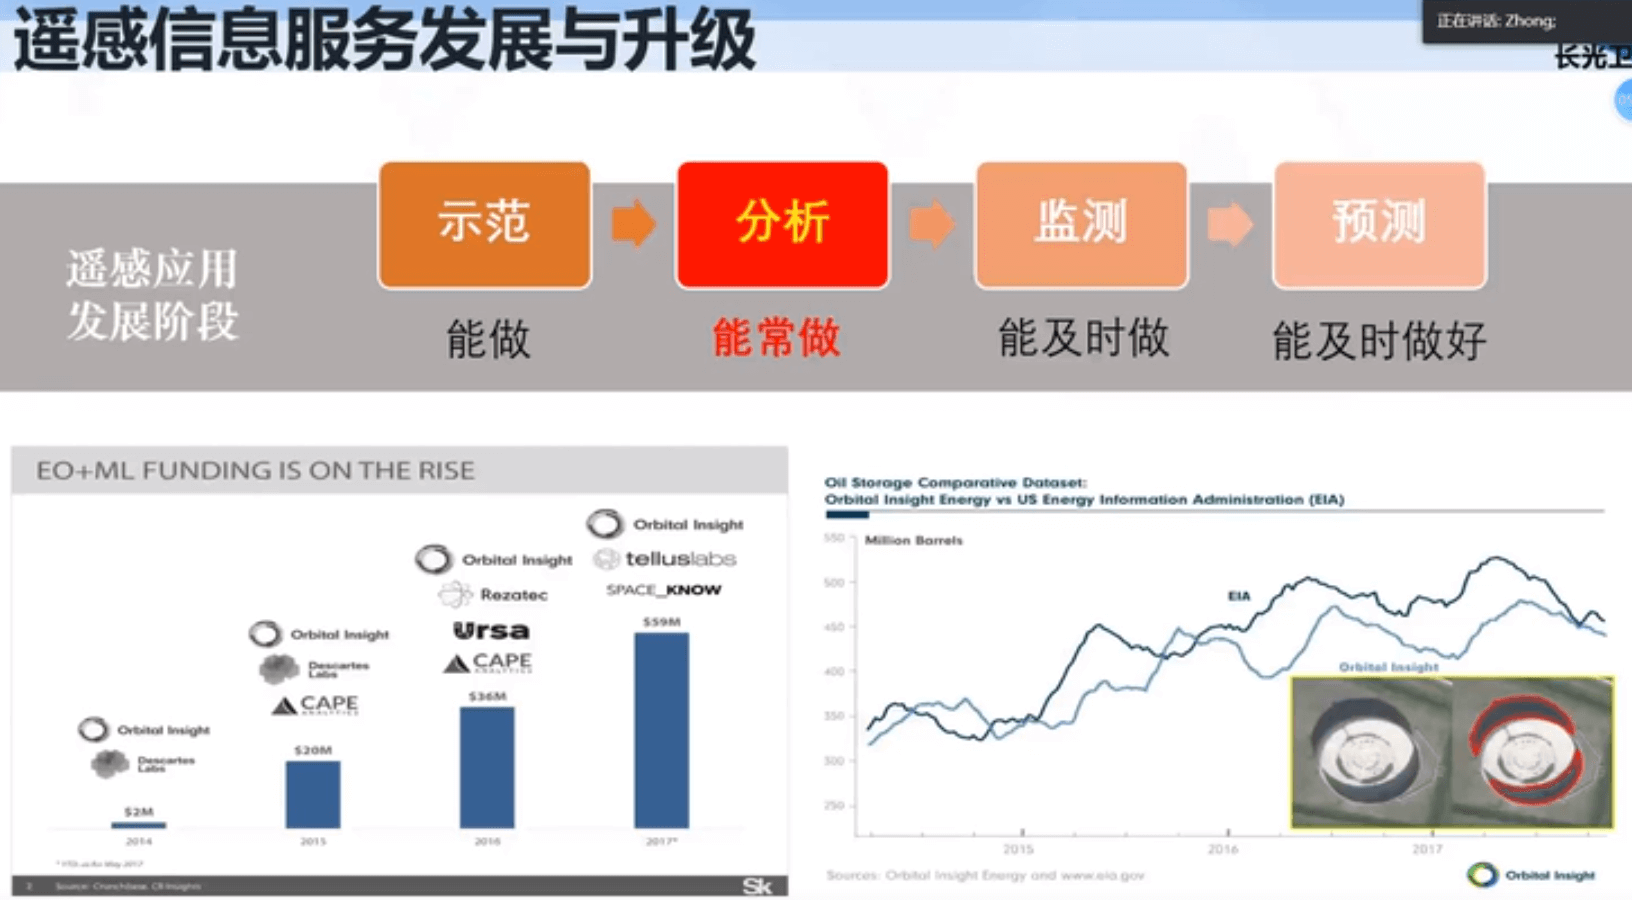 遥感信息服务发展与升级
正在讲话: Zhong;
长光卫
遥感应用
发展阶段
示范
分析
监测
预测
能做
能常做
能及时做
能及时做好
EO+ML FUNDING IS ON THE RISE
Orbital Insight
telluslabs
SPACE_KNOW
$59M
Orbital Insight
Rezatec
Ursa
CAPE
ANALYTICS
$36M
Orbital Insight
Descartes
Labs
CAPE
ANALYTICS
$20M
Orbital Insight
Descartes
Labs
$2M
2014
2015
2016
2017*
* YTD as for May 2017
Source: Crunchbase, CB Insights
Sk
Oil Storage Comparative Dataset:
Orbital Insight Energy vs US Energy Information Administration (EIA)
Million Barrels
550
500
450
400
350
300
250
EIA
Orbital Insight
2015
2016
2017
Sources: Orbital Insight Energy and www.eia.gov
Orbital Insight